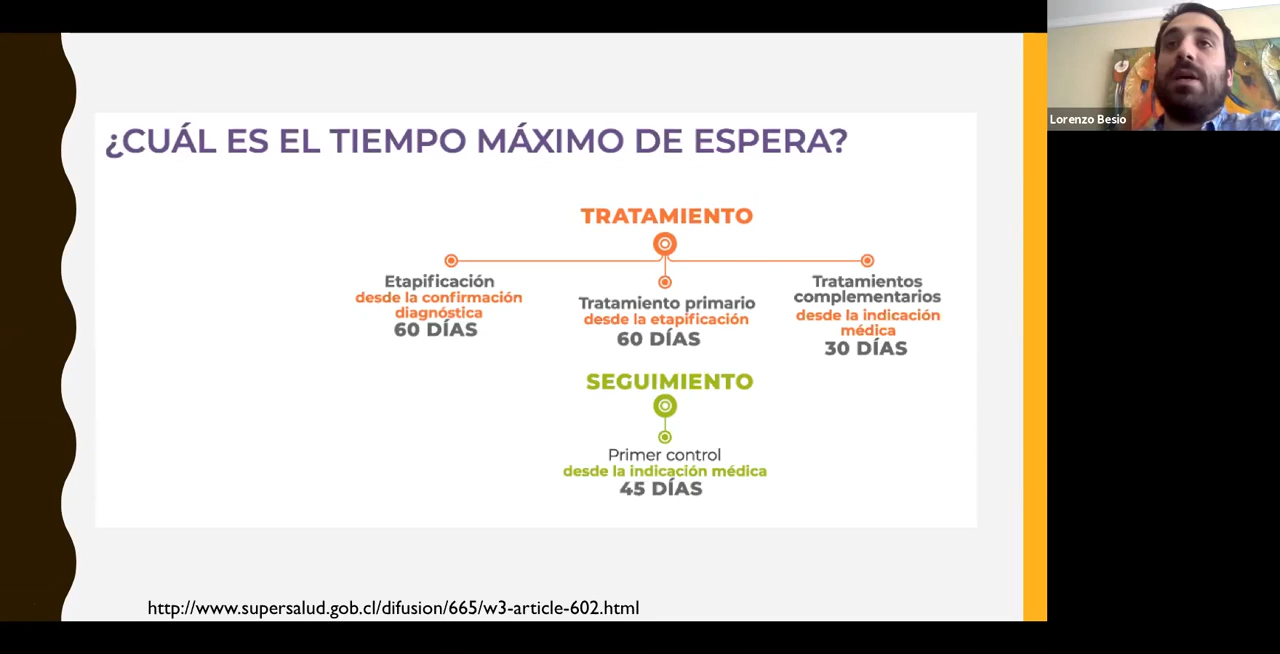 ¿CUÁL ES EL TIEMPO MÁXIMO DE ESPERA?
TRATAMIENTO
Etapificación
desde la confirmación
diagnóstica
60 DÍAS
Tratamiento primario
desde la etapificación
60 DÍAS
Tratamientos
complementarios
desde la indicación
médica
30 DÍAS
SEGUIMIENTO
Primer control
desde la indicación médica
45 DÍAS
http://www.supersalud.gob.cl/difusion/665/w3-article-602.html
Lorenzo Besio